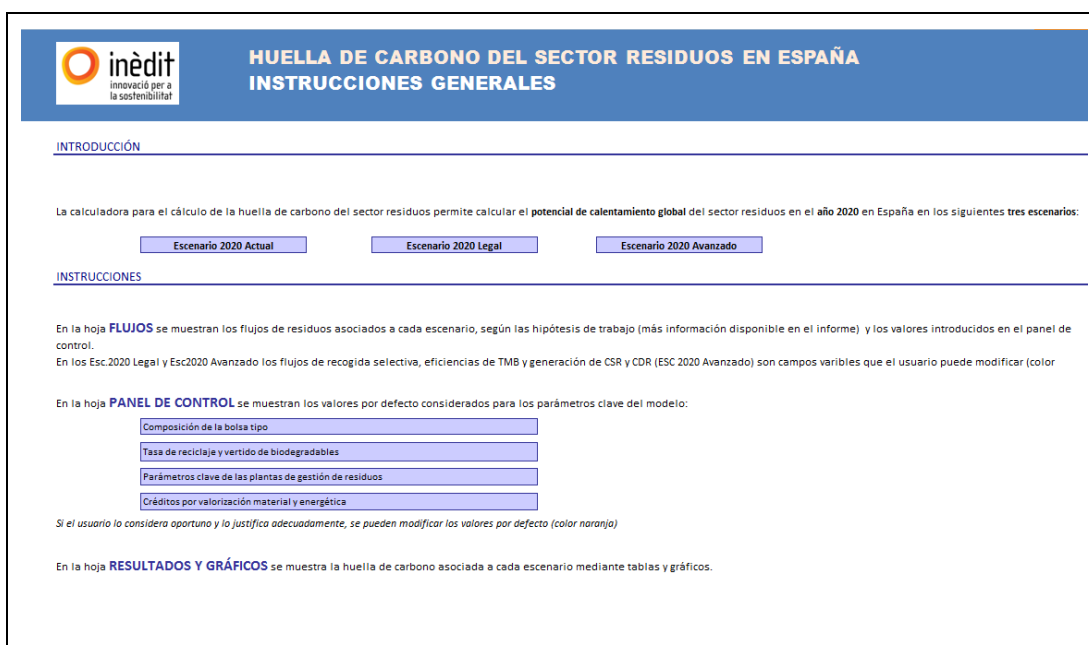 inèdit
innovació per a
la sostenibilitat
HUELLA DE CARBONO DEL SECTOR RESIDUOS EN ESPAÑA
INSTRUCCIONES GENERALES
INTRODUCCIÓN
La calculadora para el cálculo de la huella de carbono del sector residuos permite calcular el potencial de calentamiento global del sector residuos en el año 2020 en España en los siguientes tres escenarios:
Escenario 2020 Actual Escenario 2020 Legal Escenario 2020 Avanzado
INSTRUCCIONES
En la hoja FLUJOS se muestran los flujos de residuos asociados a cada escenario, según las hipótesis de trabajo (más información disponible en el informe) y los valores introducidos en el panel de
control.
En los Esc.2020 Legal y Esc2020 Avanzado los flujos de recogida selectiva, eficiencias de TMB y generación de CSR y CDR (ESC 2020 Avanzado) son campos varibles que el usuario puede modificar (color
En la hoja PANEL DE CONTROL se muestran los valores por defecto considerados para los parámetros clave del modelo:
Composición de la bolsa tipo
Tasa de reciclaje y vertido de biodegradables
Parámetros clave de las plantas de gestión de residuos
Créditos por valorización material y energética
Si el usuario lo considera oportuno y lo justifica adecuadamente, se pueden modificar los valores por defecto (color naranja)
En la hoja RESULTADOS Y GRÁFICOS se muestra la huella de carbono asociada a cada escenario mediante tablas y gráficos.